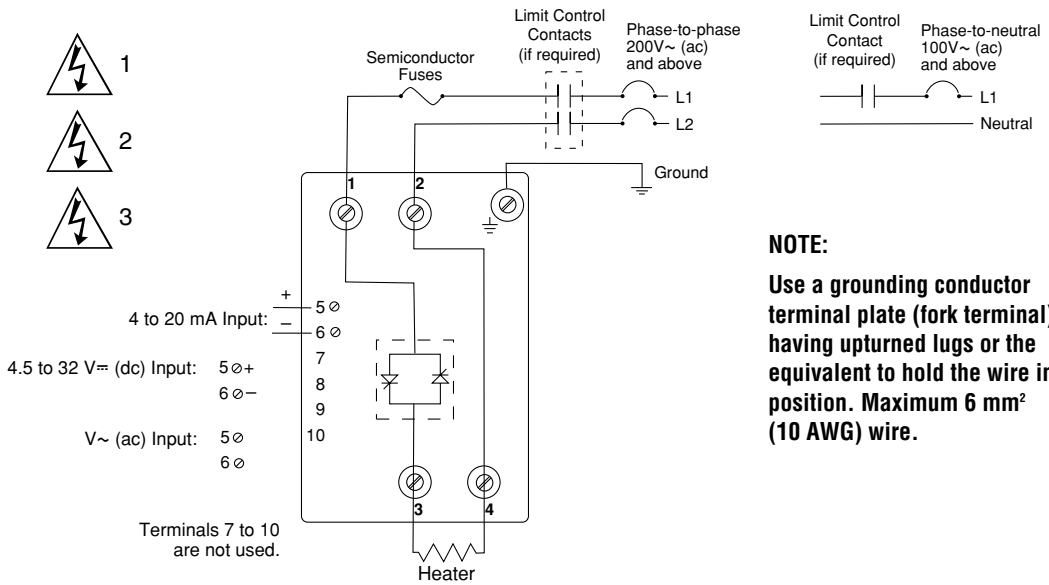 1
2
3
Semiconductor
Fuses
Limit Control
Contacts
(if required)
Phase-to-phase
200V~ (ac)
and above
L1
L2
Limit Control
Contact
(if required)
Phase-to-neutral
100V~ (ac)
and above
L1
Neutral
Ground
1
2
4 to 20 mA Input:
+
–
5
6
7
8
9
10
4.5 to 32 V⎓ (dc) Input:
5 +
6 –
V~ (ac) Input:
5
6
Terminals 7 to 10
are not used.
3
4
Heater
NOTE:
Use a grounding conductor
terminal plate (fork terminal)
having upturned lugs or the
equivalent to hold the wire in
position. Maximum 6 mm²
(10 AWG) wire.